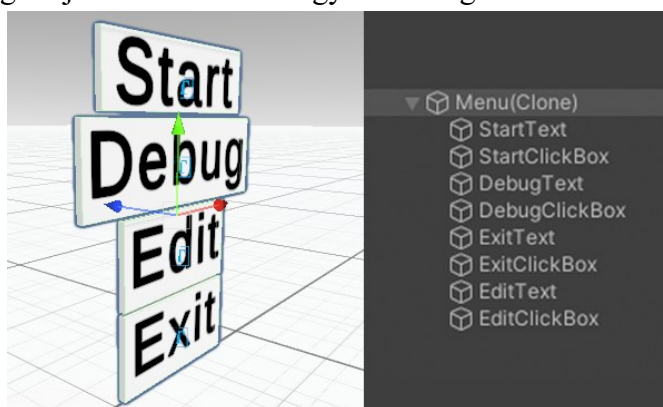 Start
Debug
Edit
Exit
Menu(Clone)
StartText
StartClickBox
DebugText
DebugClickBox
ExitText
ExitClickBox
EditText
EditClickBox